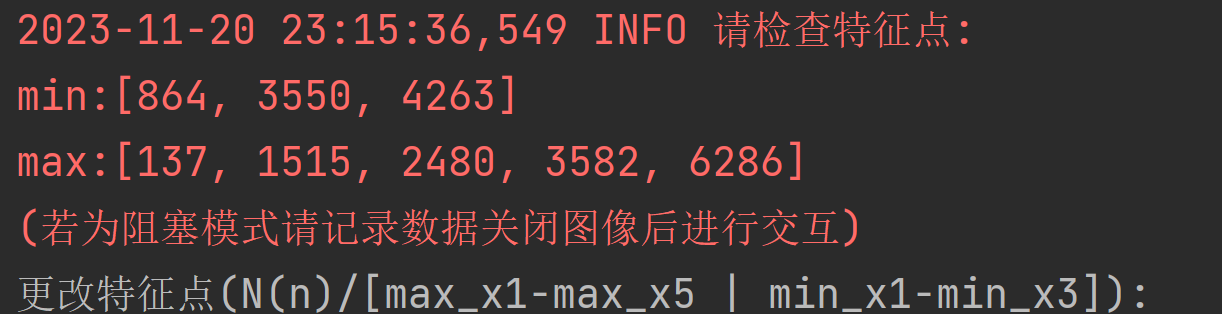 2023-11-20 23:15:36,549 INFO 请检查特征点:
min:[864, 3550, 4263]
max:[137, 1515, 2480, 3582, 6286]
(若为阻塞模式请记录数据关闭图像后进行交互)
更改特征点(N(n)/[max_x1-max_x5 | min_x1-min_x3]):